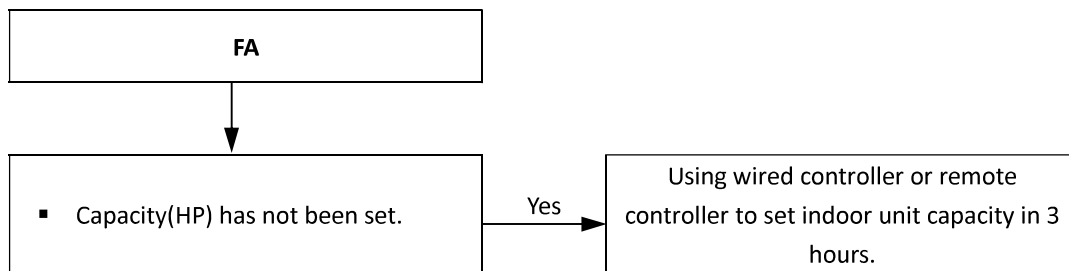 FA
▪ Capacity(HP) has not been set.
Yes
Using wired controller or remote
controller to set indoor unit capacity in 3
hours.